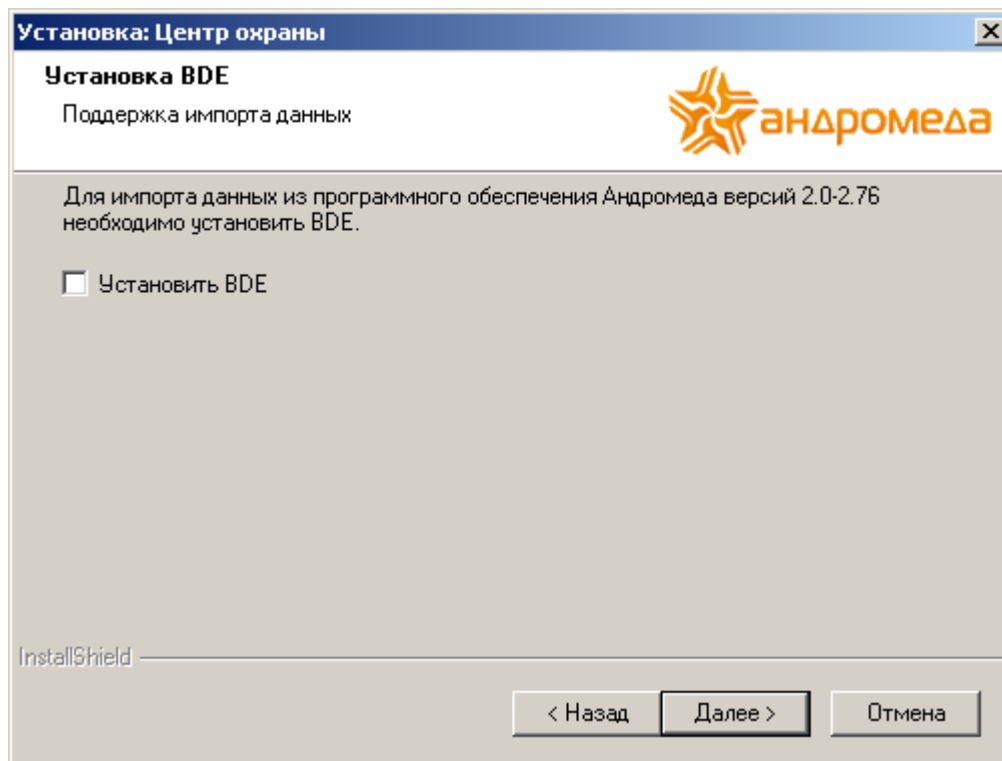 Установка: Центр охраны
Установка BDE
Поддержка импорта данных
андромеда
Для импорта данных из программного обеспечения Андромеда версий 2.0-2.76
необходимо установить BDE.
Установить BDE
InstallShield
< Назад
Далее >
Отмена